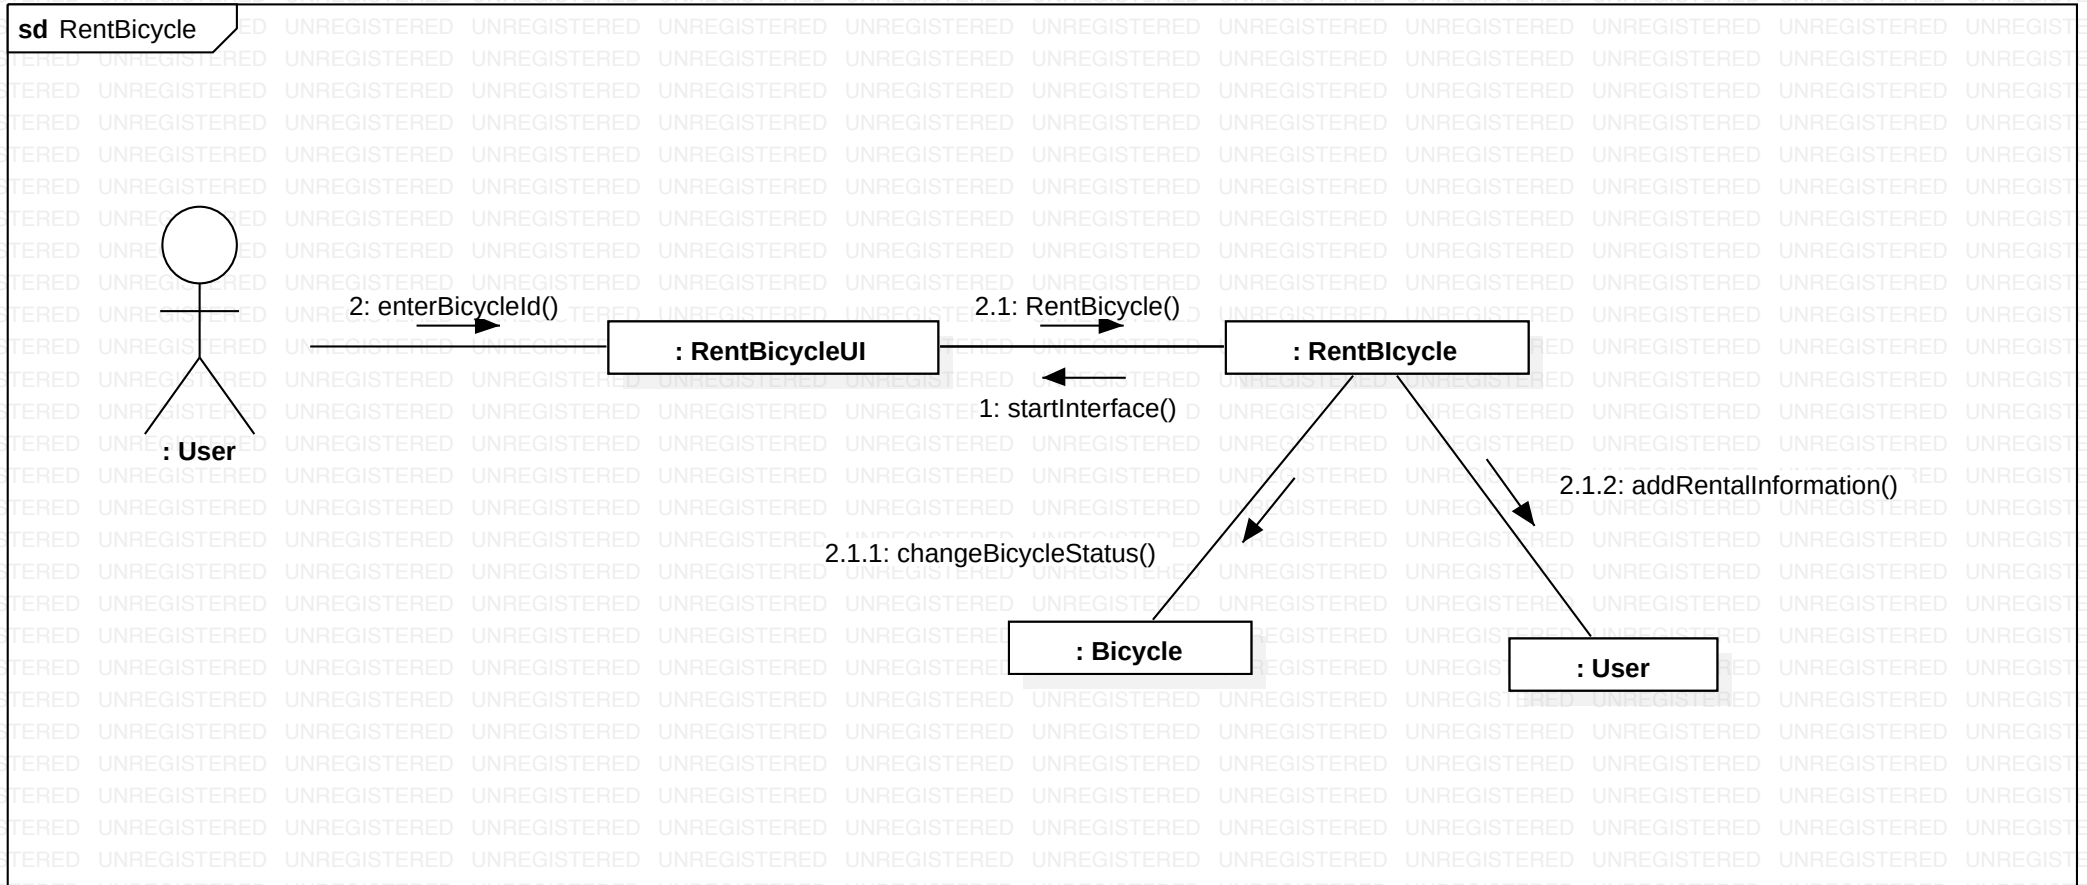 sd RentBicycle
2: enterBicycleId()
2.1: RentBicycle()
: RentBicycleUI
: RentBIcycle
1: startInterface()
: User
2.1.2: addRentalInformation()
2.1.1: changeBicycleStatus()
: Bicycle
: User
UNREGISTERED